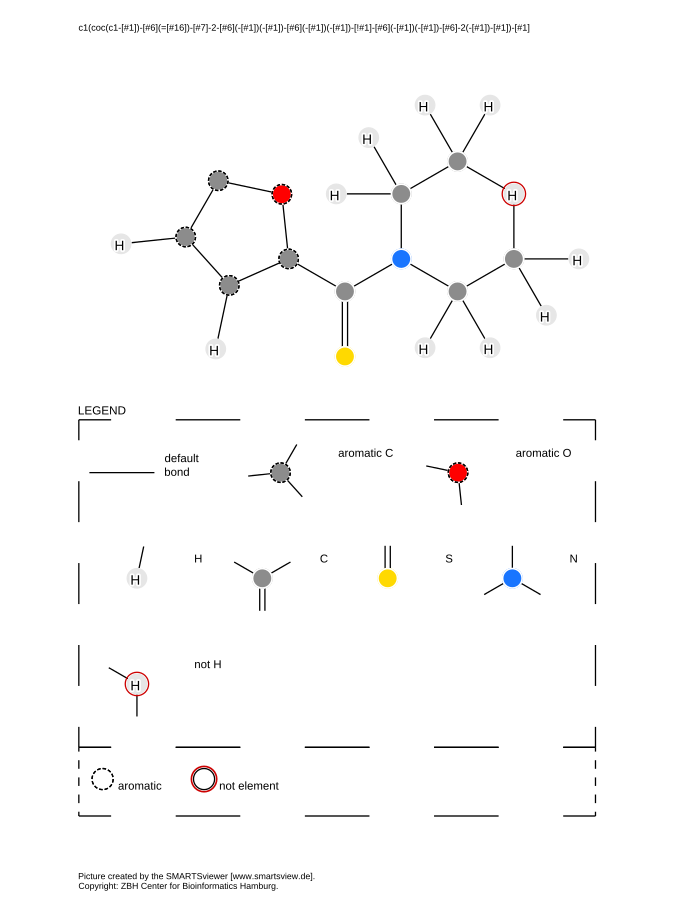 c1(coc(c1-[#1])-[#6](=[#16])-[#7]-2-[#6](-[#1])(-[#1])-[#6](-[#1])(-[#1])-[!#1]-[#6](-[#1])(-[#1])-[#6]-2(-[#1])-[#1])-[#1]
H H
H
H H
H
H
H
H H H
LEGEND
default
bond
aromatic C
aromatic O
H H C S N
H not H
aromatic
not element
Picture created by the SMARTSviewer [www.smartsview.de].
Copyright: ZBH Center for Bioinformatics Hamburg.